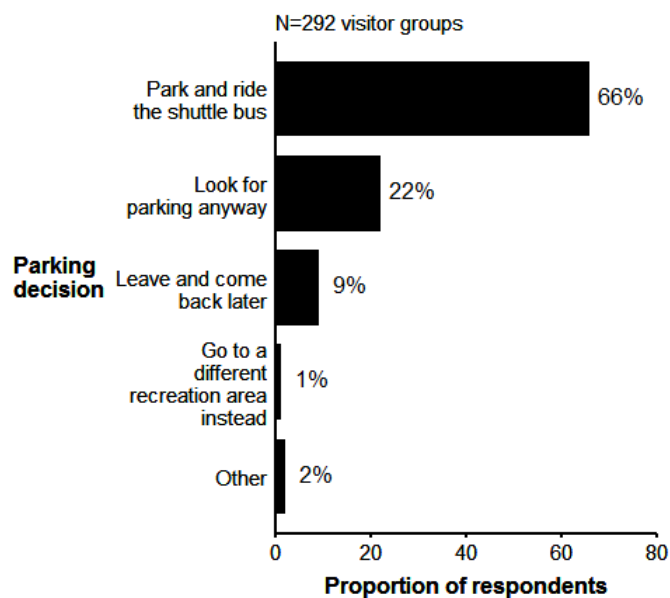 N=292 visitor groups
Park and ride
the shuttle bus
66%
Look for
parking anyway
22%
Parking
decision
Leave and come
back later
9%
Go to a
different
recreation area
instead
1%
Other
2%
0 20 40 60 80
Proportion of respondents